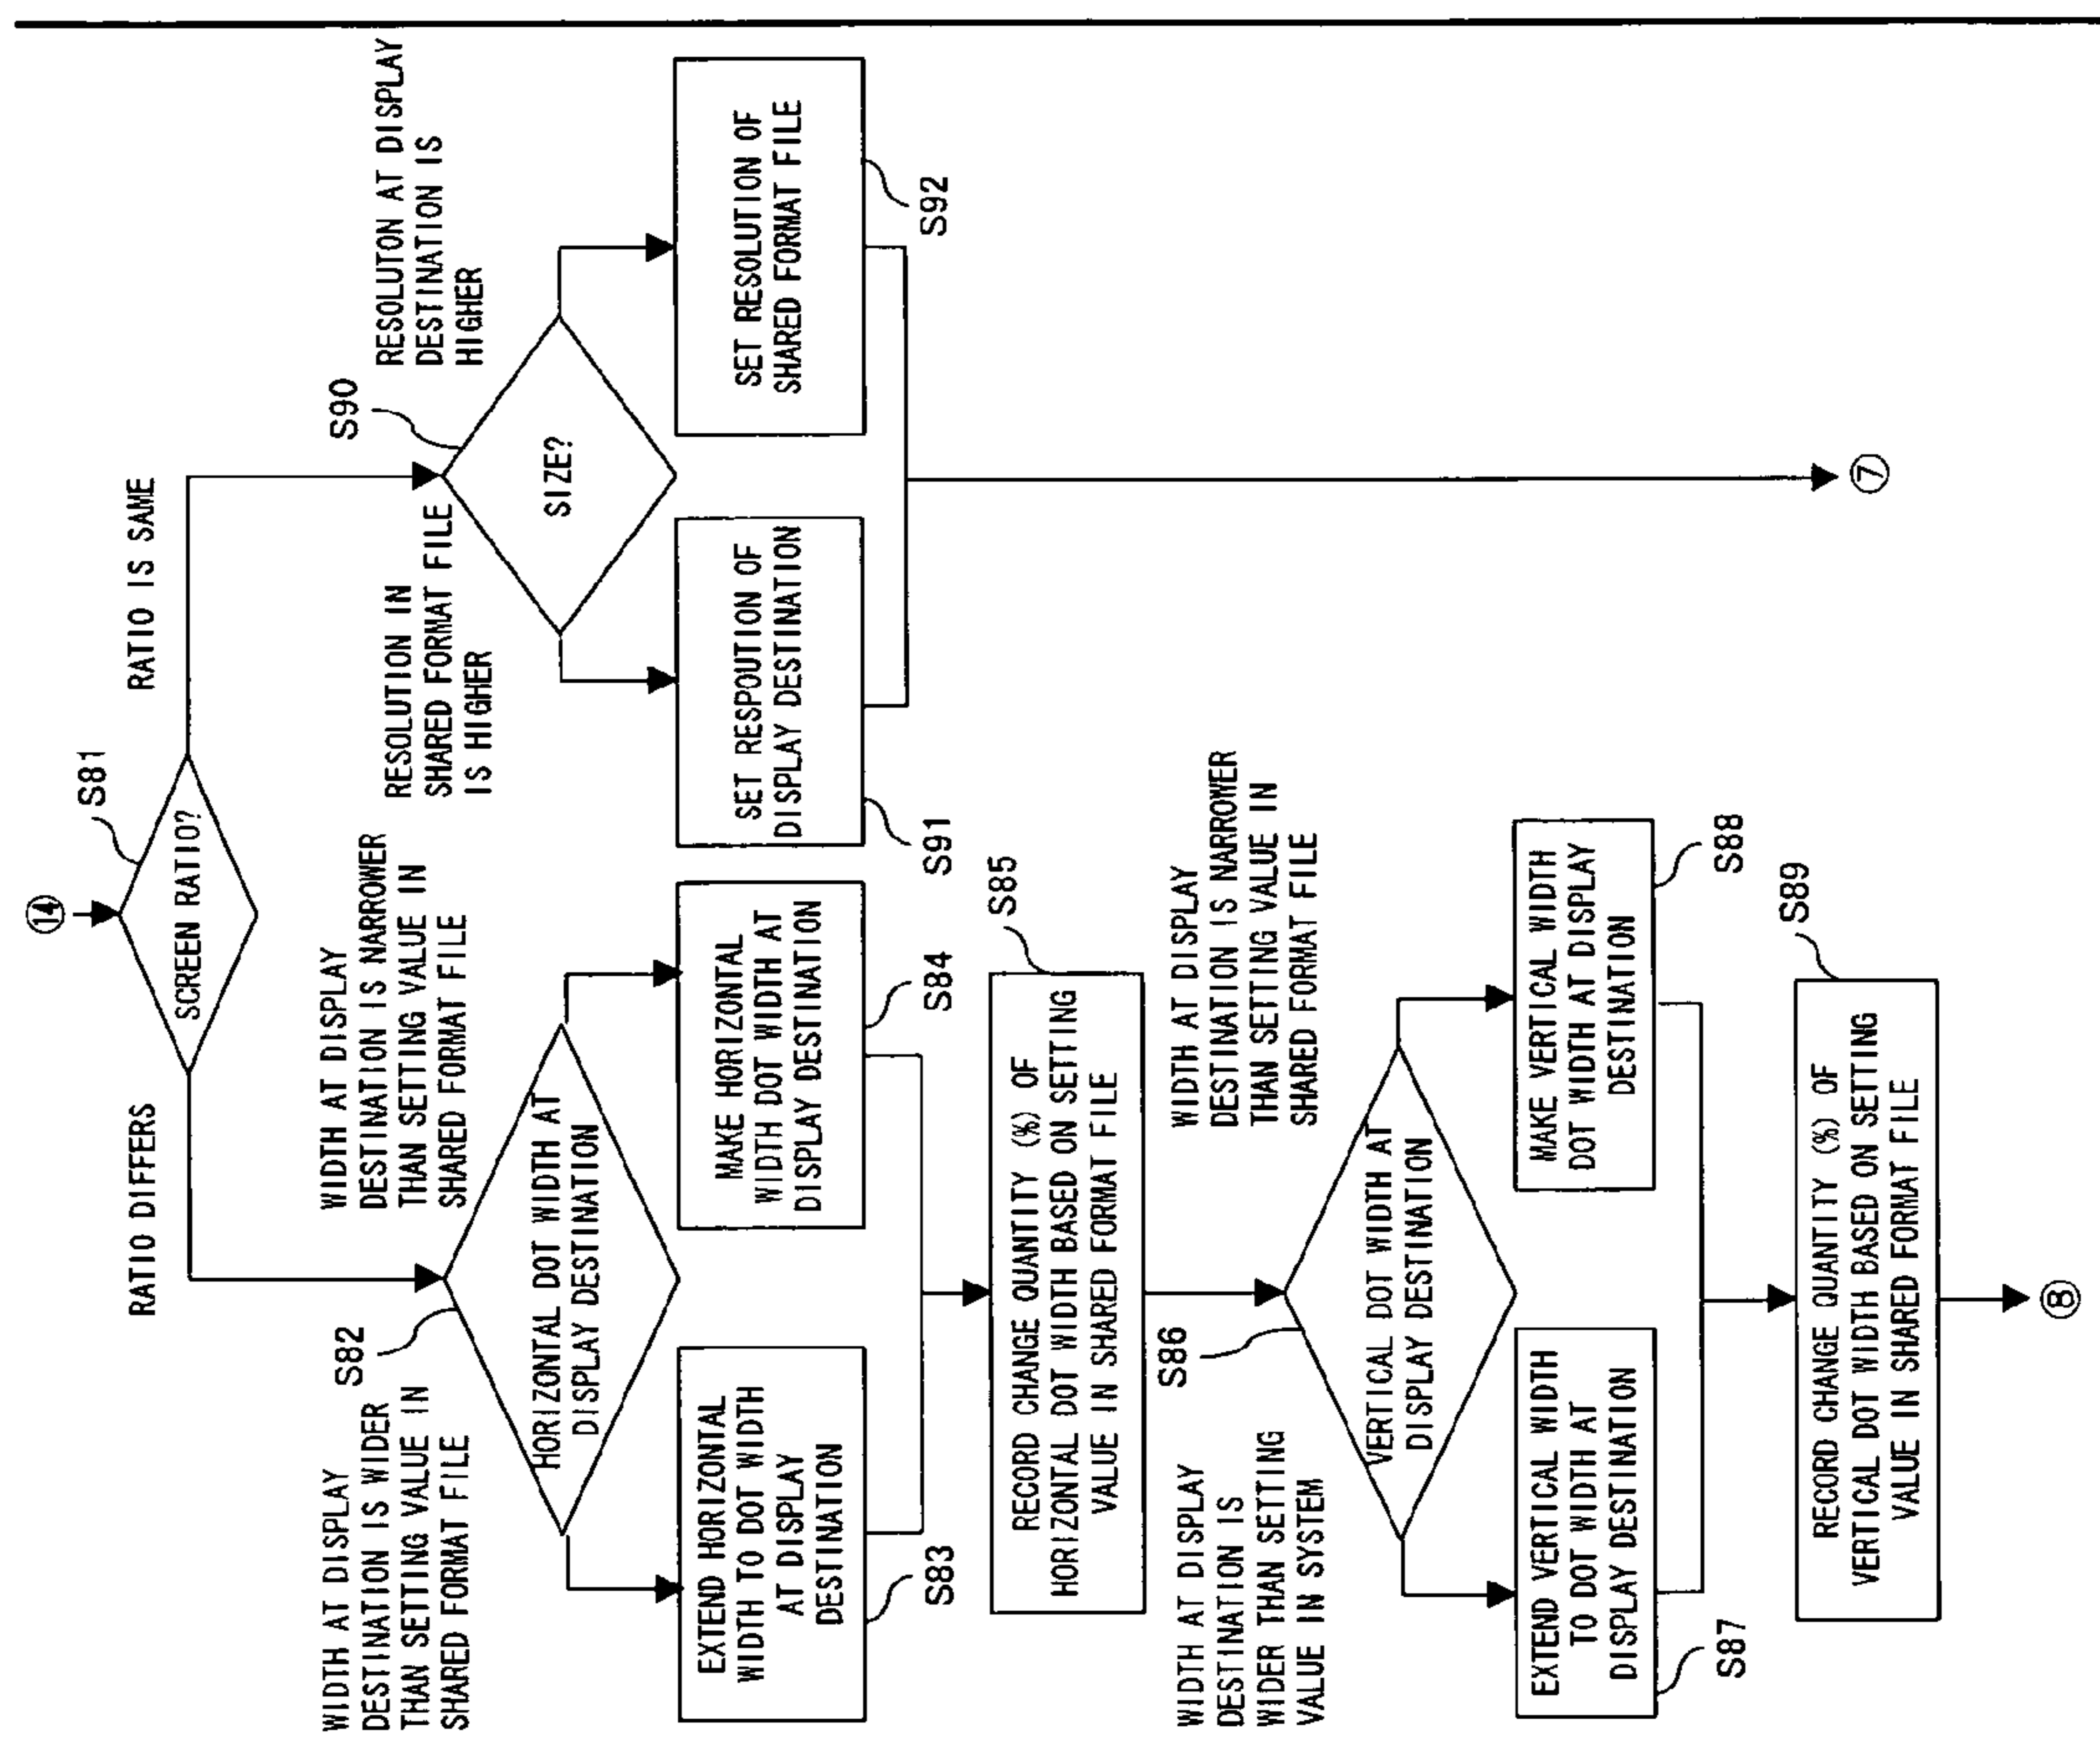 ⑭
S81
SCREEN RATIO?
RATIO DIFFERS
RATIO IS SAME
S82
WIDTH AT DISPLAY
DESTINATION IS WIDER
THAN SETTING VALUE IN
SHARED FORMAT FILE
WIDTH AT DISPLAY
DESTINATION IS NARROWER
THAN SETTING VALUE IN
SHARED FORMAT FILE
HORIZONTAL DOT WIDTH AT
DISPLAY DESTINATION
EXTEND HORIZONTAL
WIDTH TO DOT WIDTH
AT DISPLAY
DESTINATION
S83
MAKE HORIZONTAL
WIDTH DOT WIDTH AT
DISPLAY DESTINATION
S84
S85
RECORD CHANGE QUANTITY (%) OF
HORIZONTAL DOT WIDTH BASED ON SETTING
VALUE IN SHARED FORMAT FILE
S86
WIDTH AT DISPLAY
DESTINATION IS
WIDER THAN SETTING
VALUE IN SYSTEM
WIDTH AT DISPLAY
DESTINATION IS NARROWER
THAN SETTING VALUE IN
SHARED FORMAT FILE
VERTICAL DOT WIDTH AT
DISPLAY DESTINATION
EXTEND VERTICAL WIDTH
TO DOT WIDTH AT
DISPLAY DESTINATION
S87
MAKE VERTICAL WIDTH
DOT WIDTH AT DISPLAY
DESTINATION
S88
S89
RECORD CHANGE QUANTITY (%) OF
VERTICAL DOT WIDTH BASED ON SETTING
VALUE IN SHARED FORMAT FILE
⑧
S90
RESOLUTION IN
SHARED FORMAT FILE
IS HIGHER
RESOLUTON AT DISPLAY
DESTINATION IS
HIGHER
SIZE?
SET RESPOUTION OF
DISPLAY DESTINATION
S91
SET RESOLUTION OF
SHARED FORMAT FILE
S92
⑦